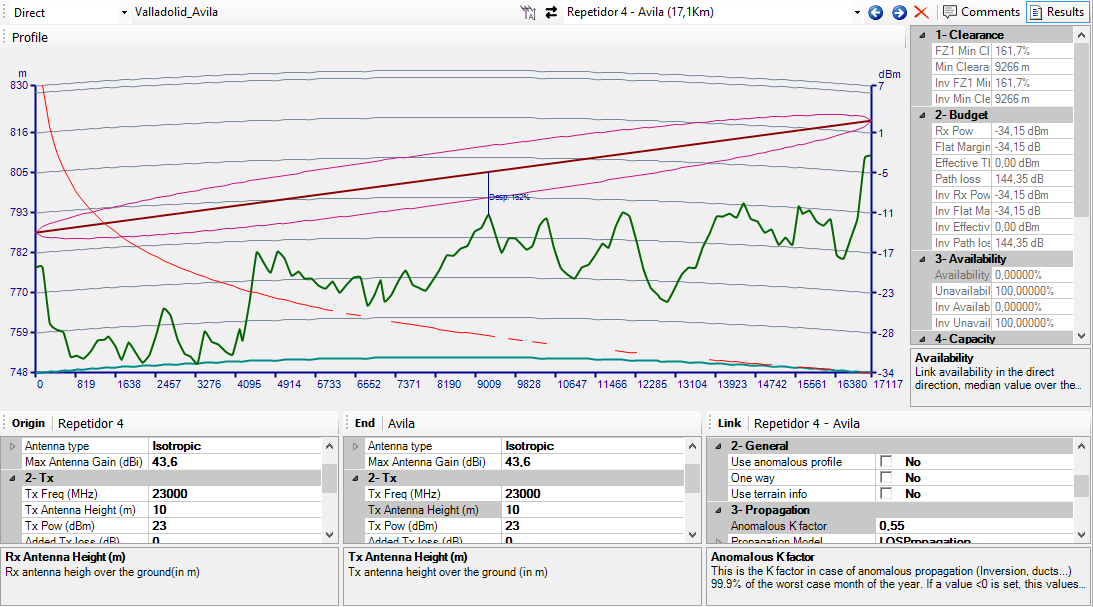 Direct Valladolid_Avila Repetidor 4 - Avila (17,1Km) Comments Results
Profile
m
dBm
830
816
805
793
782
770
759
748
7
1
-5
-11
-17
-23
-28
-34
Desp: 162%
0 819 1638 2457 3276 4095 4914 5733 6552 7371 8190 9009 9828 10647 11466 12285 13104 13923 14742 15561 16380 17117
1- Clearance
FZ1 Min Cl 161,7%
Min Clearai 9266 m
Inv FZ1 Mir 161,7%
Inv Min Cle 9266 m
2- Budget
Rx Pow -34,15 dBm
Flat Margin -34,15 dB
Effective Tl 0,00 dBm
Path loss 144,35 dB
Inv Rx Pow -34,15 dBm
Inv Flat Ma -34,15 dB
Inv Effectiv 0,00 dBm
Inv Path los 144,35 dB
3- Availability
Availability 0,00000%
Unavailabil 100,00000%
Inv Availab 0,00000%
Inv Unavail 100,00000%
4- Capacity
Availability
Link availability in the direct
direction, median value over the...
Origin Repetidor 4
Antenna type Isotropic
Max Antenna Gain (dBi) 43,6
2- Tx
Tx Freq (MHz) 23000
Tx Antenna Height (m) 10
Tx Pow (dBm) 23
Added Tx loss (dB) 0
Rx Antenna Height (m)
Rx antenna heigh over the ground(in m)
End Avila
Antenna type Isotropic
Max Antenna Gain (dBi) 43,6
2- Tx
Tx Freq (MHz) 23000
Tx Antenna Height (m) 10
Tx Pow (dBm) 23
Added Tx loss (dB) 0
Tx Antenna Height (m)
Tx antenna height over the ground (in m)
Link Repetidor 4 - Avila
2- General
Use anomalous profile No
One way No
Use terrain info No
3- Propagation
Anomalous K factor 0,55
Propagation Model LOSPropagation
Anomalous K factor
This is the K factor in case of anomalous propagation (Inversion, ducts...)
99.9% of the worst case month of the year. If a value <0 is set, this values...